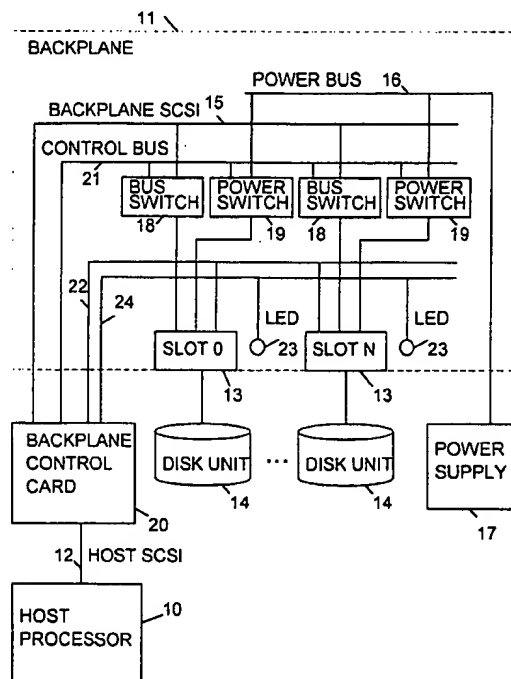 11
BACKPLANE
POWER BUS
16
BACKPLANE SCSI
15
CONTROL BUS
21
BUS SWITCH
POWER SWITCH
BUS SWITCH
POWER SWITCH
18
19
18
19
22
24
LED
LED
SLOT 0
23
SLOT N
23
13
13
BACKPLANE CONTROL CARD
DISK UNIT
...
DISK UNIT
POWER SUPPLY
14
14
20
17
12
HOST SCSI
HOST PROCESSOR
10